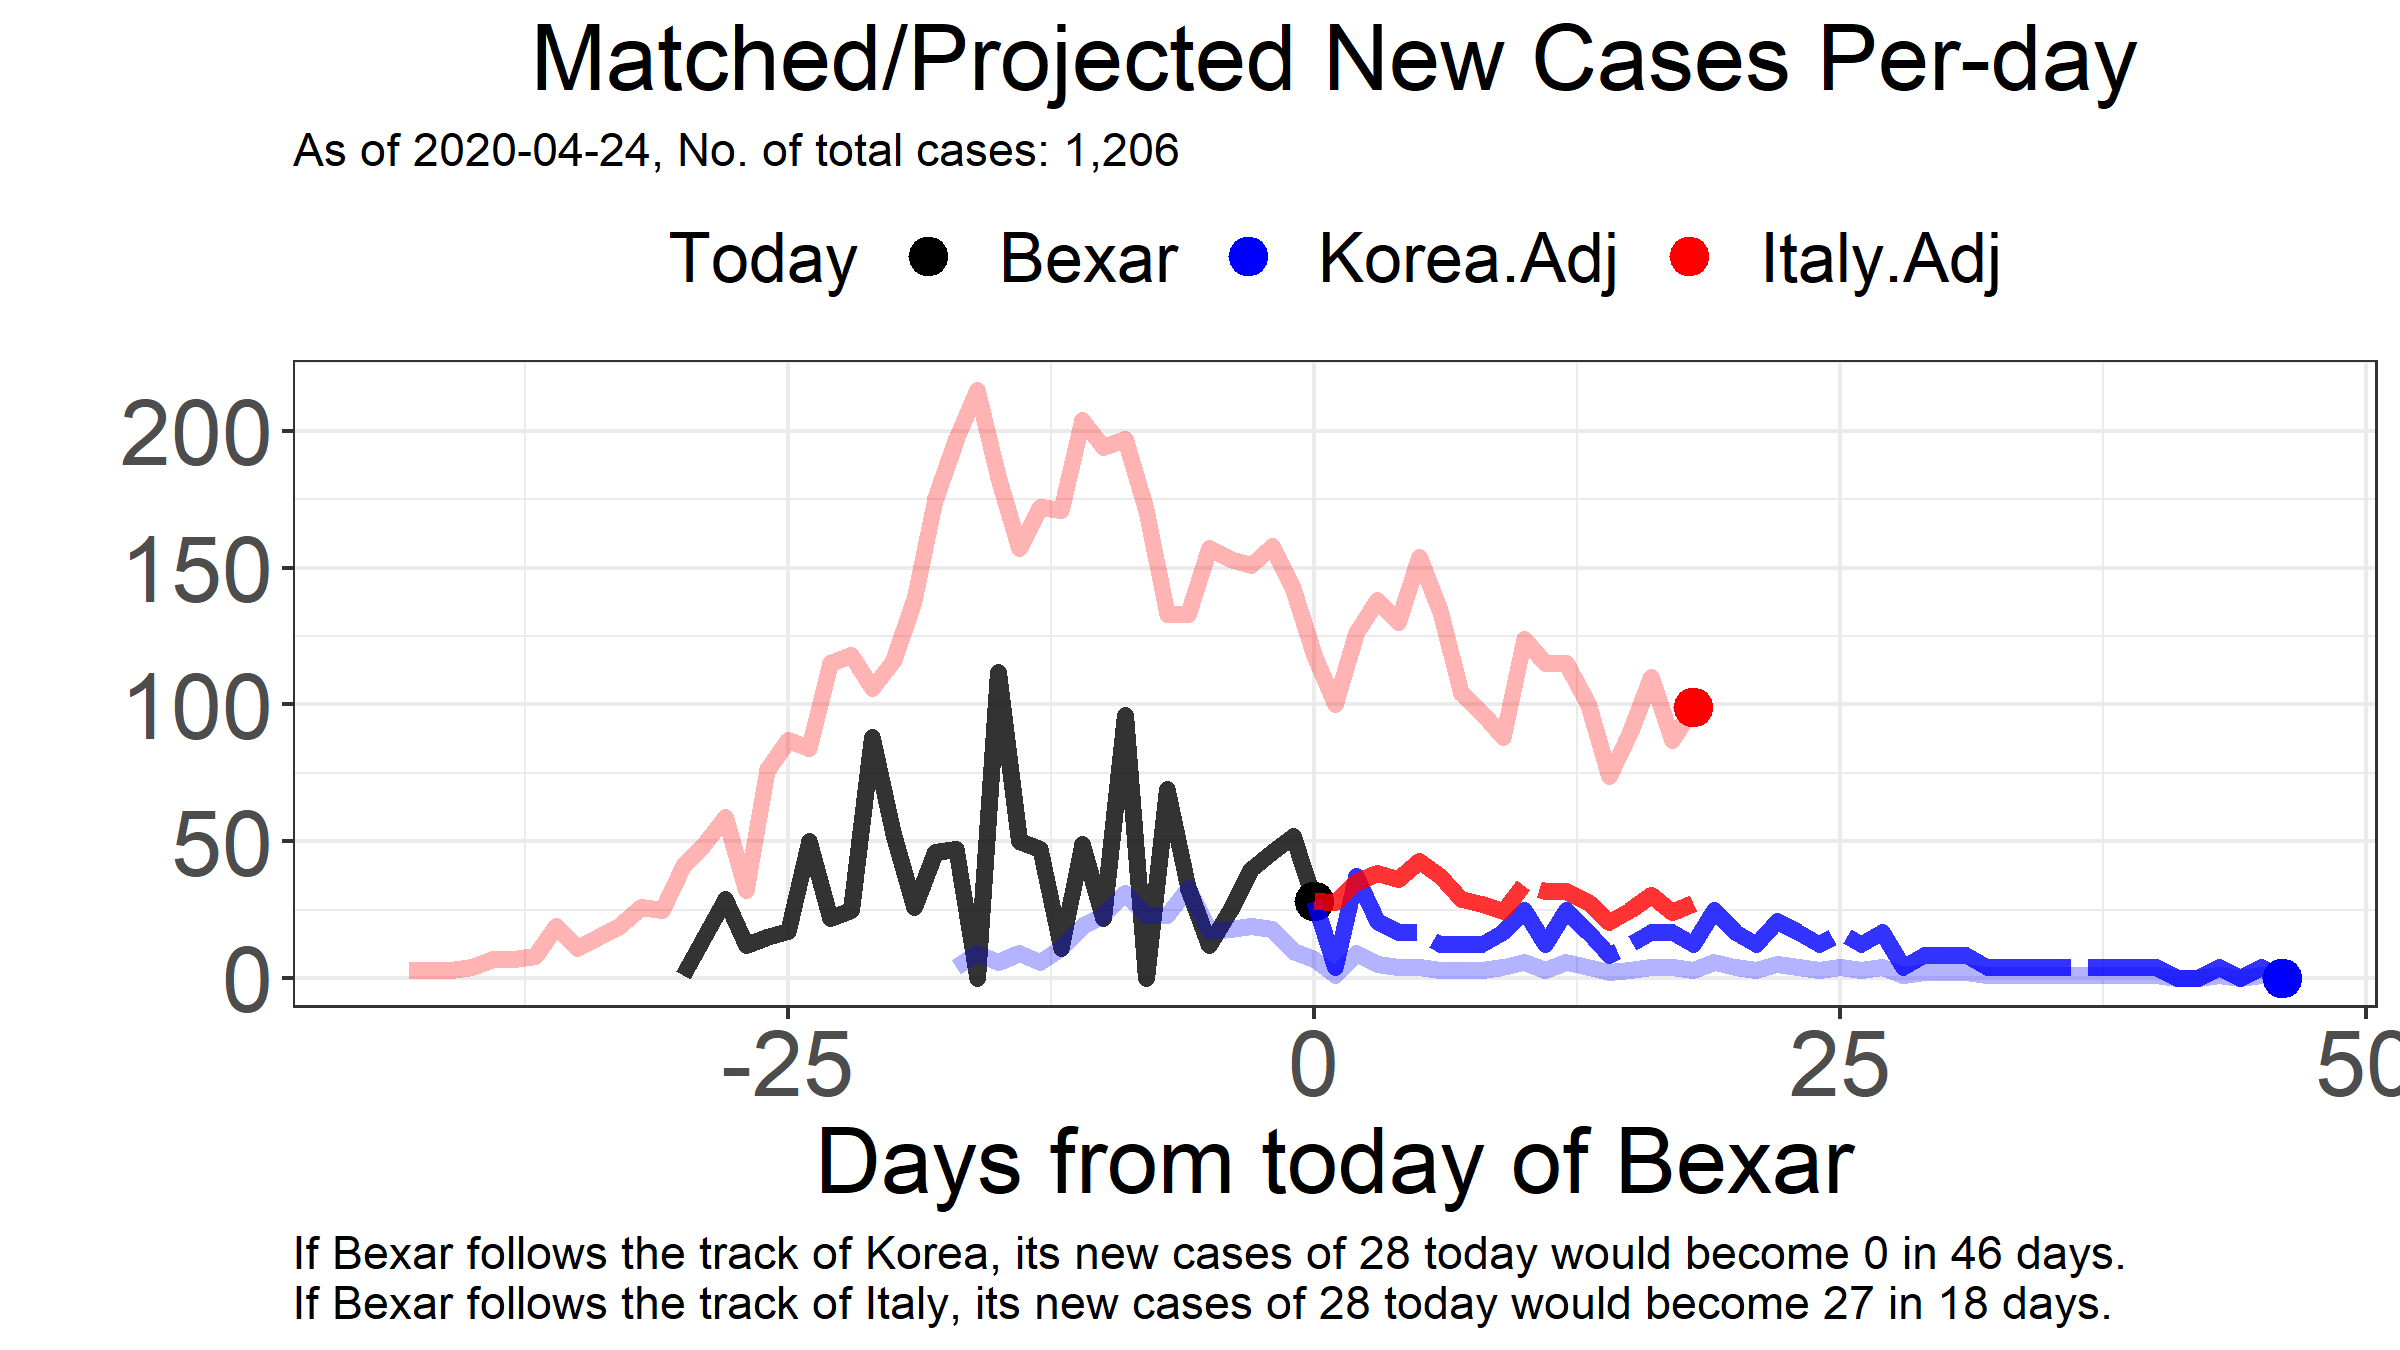 Matched/Projected New Cases Per-day
As of 2020-04-24, No. of total cases: 1,206
Today Bexar Korea.Adj Italy.Adj
200
150
100
50
0
-25 0 25 50
Days from today of Bexar
If Bexar follows the track of Korea, its new cases of 28 today would become 0 in 46 days.
If Bexar follows the track of Italy, its new cases of 28 today would become 27 in 18 days.